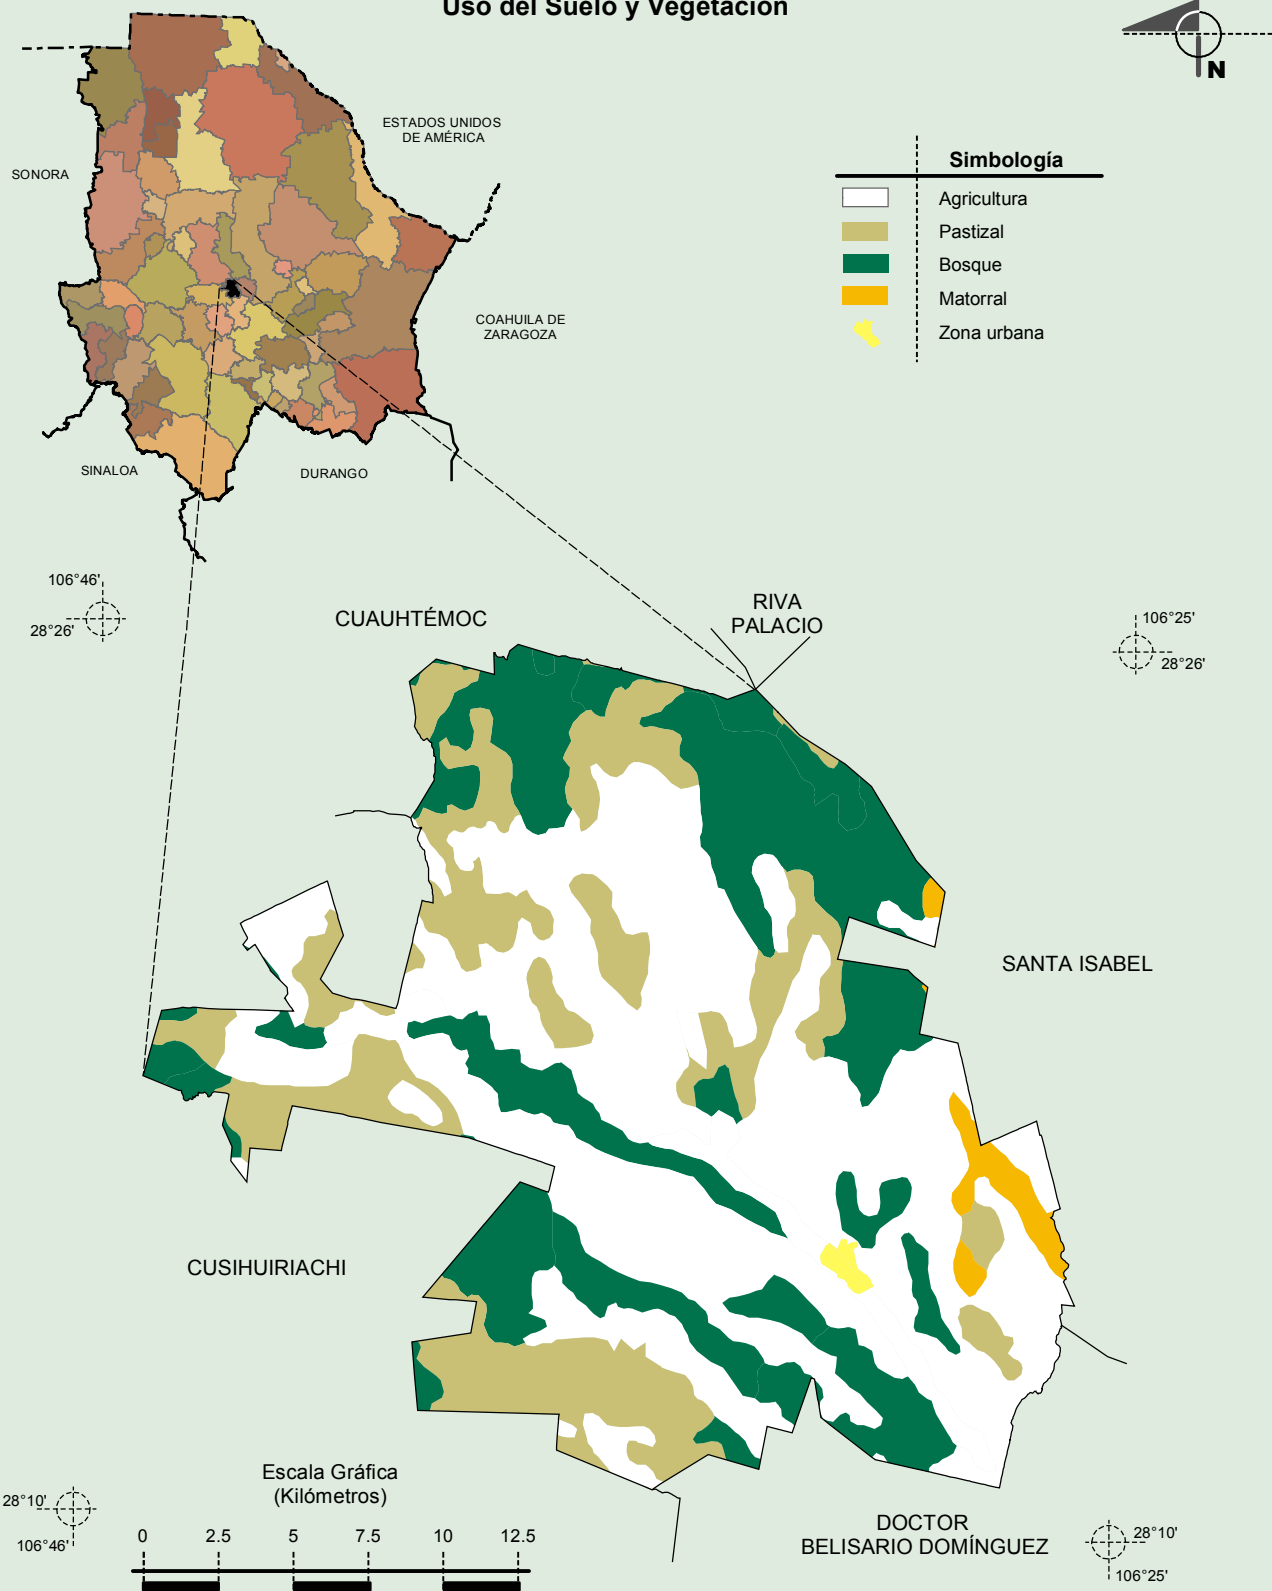 Uso del Suelo y Vegetación
N
ESTADOS UNIDOS
DE AMÉRICA
SONORA
COAHUILA DE
ZARAGOZA
SINALOA
DURANGO
Simbología
Agricultura
Pastizal
Bosque
Matorral
Zona urbana
106°46'
28°26'
CUAUHTÉMOC
RIVA
PALACIO
106°25'
28°26'
SANTA ISABEL
CUSIHUIRIACHI
DOCTOR
BELISARIO DOMÍNGUEZ
28°10'
106°46'
Escala Gráfica
(Kilómetros)
0 2.5 5 7.5 10 12.5
28°10'
106°25'